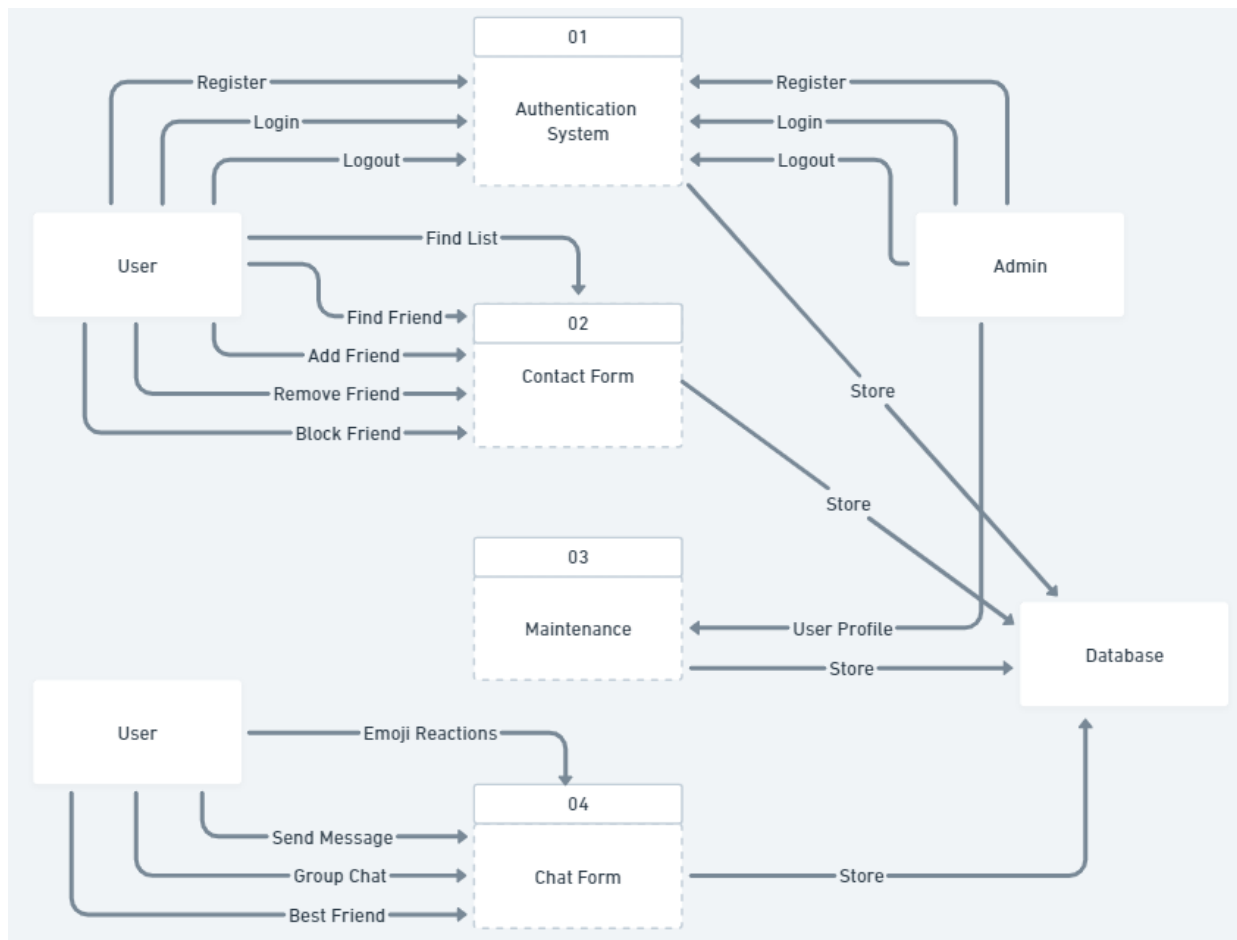 01
Register
Register
Authentication
System
Login
Login
Logout
Logout
Find List
User
Admin
Find Friend
02
Add Friend
Contact Form
Store
Remove Friend
Block Friend
Store
03
Maintenance
User Profile
Database
Store
User
Emoji Reactions
04
Send Message
Group Chat
Chat Form
Store
Best Friend